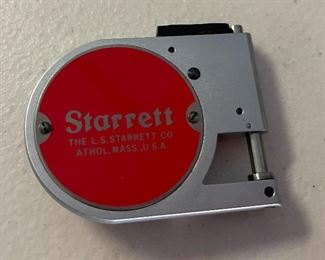 Starrett
THE L.S. STARRETT CO
ATHOL, MASS., U.S.A